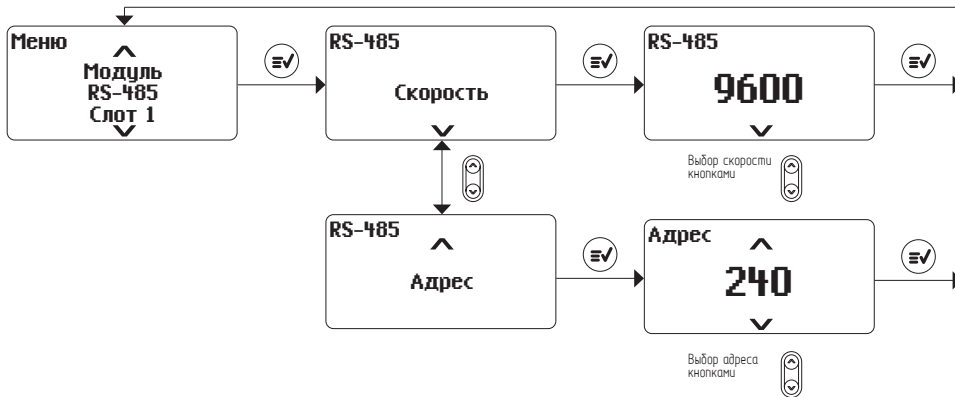 Меню
Модуль
RS-485
Слот 1
RS-485
Скорость
RS-485
9600
Выбор скорости
кнопками
RS-485
Адрес
Адрес
240
Выбор адреса
кнопками